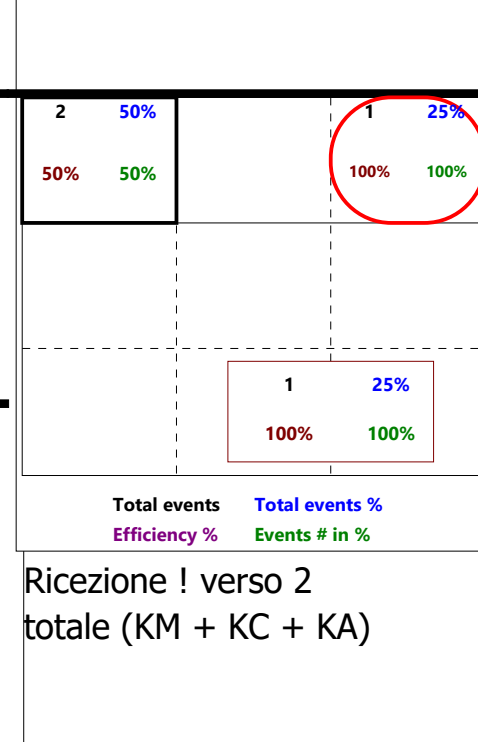 2 50% 1 25%
50% 50% 100% 100%
1 25%
100% 100%
Total events Total events %
Efficiency % Events # in %
Ricezione ! verso 2
totale (KM + KC + KA)